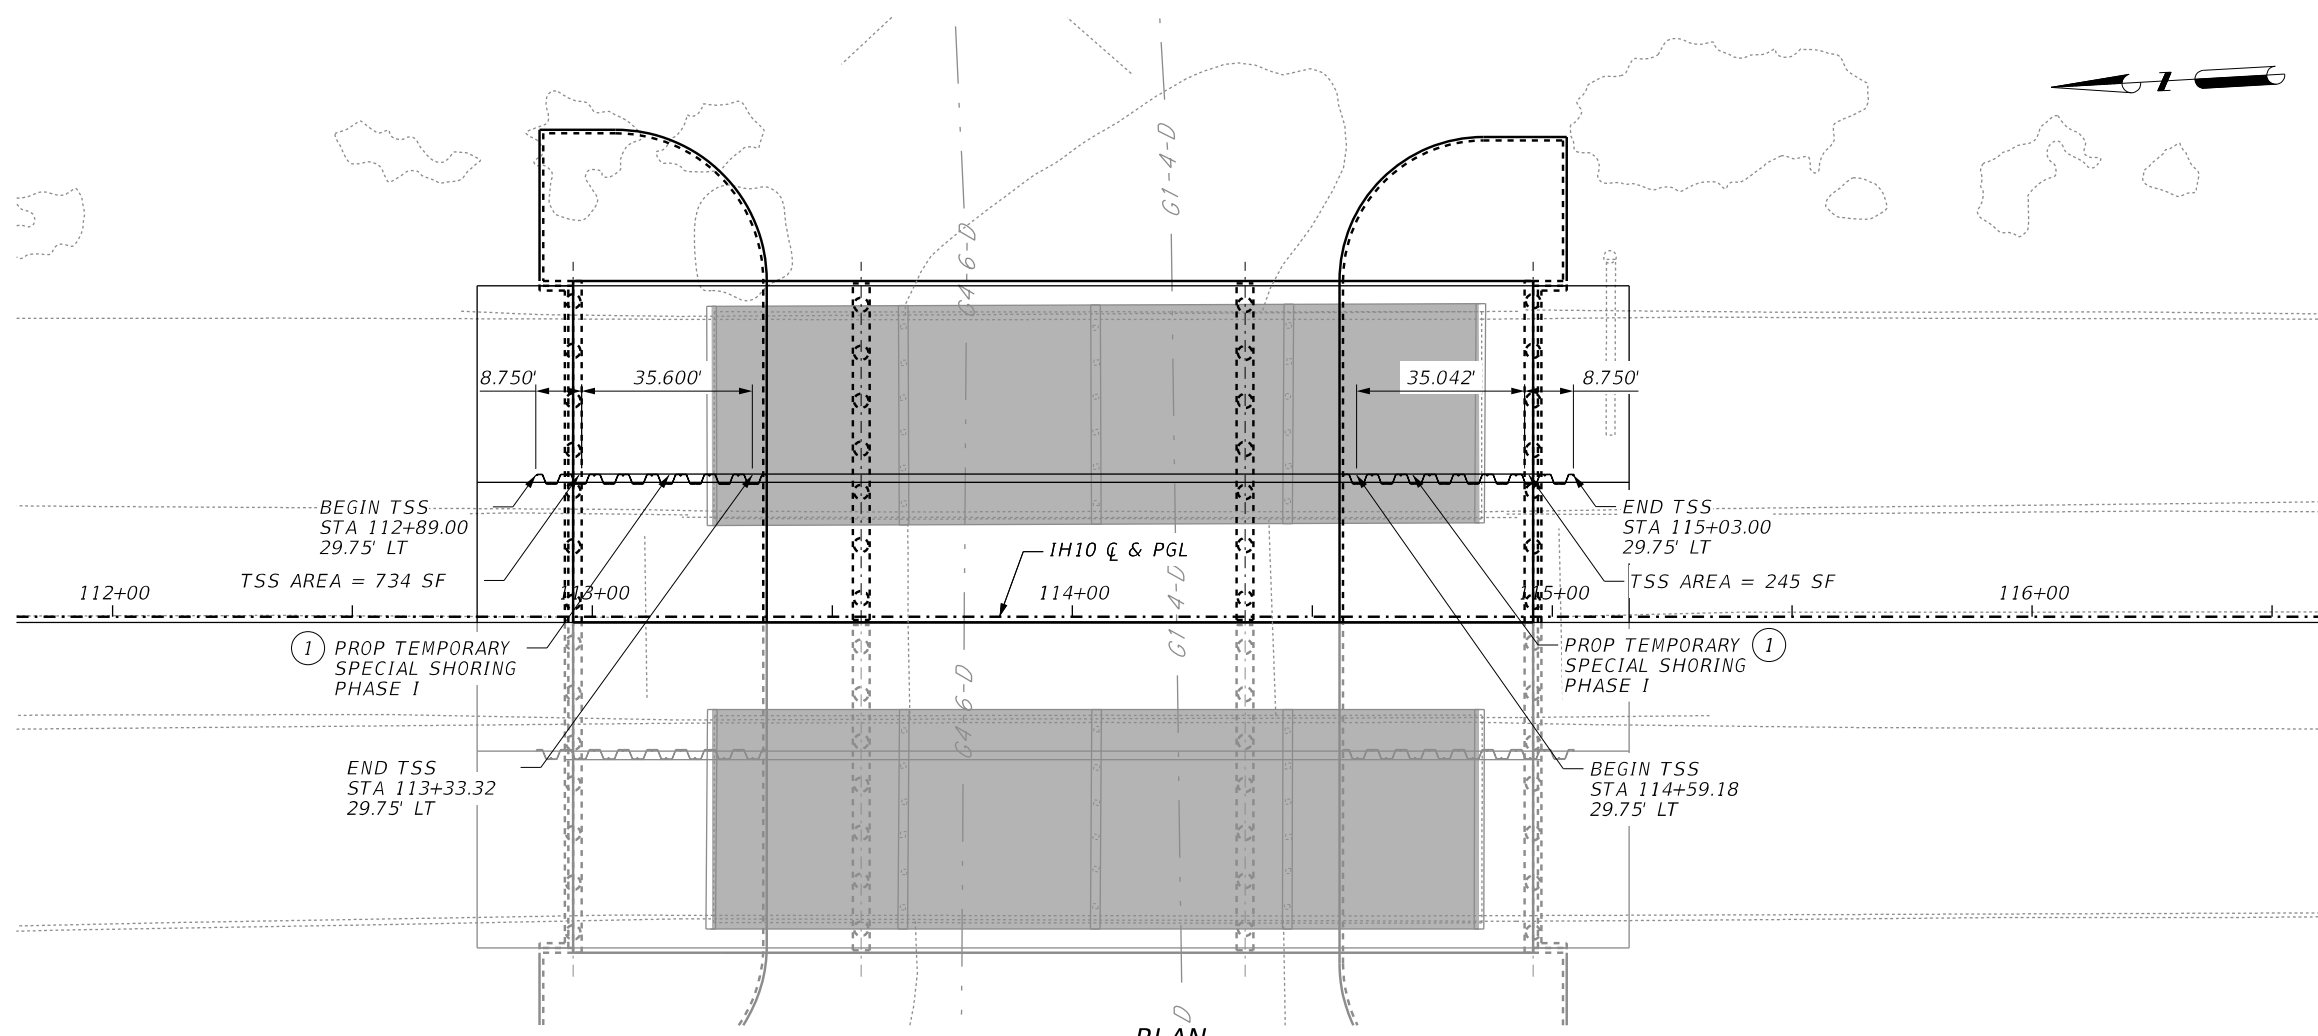 Z
G4-6-D
G1-4-D
8.750'
35.600'
35.042'
8.750'
BEGIN TSS
STA 112+89.00
29.75' LT
TSS AREA = 734 SF
END TSS
STA 115+03.00
29.75' LT
TSS AREA = 245 SF
IH10 ℄ & PGL
112+00
113+00
114+00
115+00
116+00
G1-4-D
1 PROP TEMPORARY
SPECIAL SHORING
PHASE I
PROP TEMPORARY 1
SPECIAL SHORING
PHASE I
G4-6-D
END TSS
STA 113+33.32
29.75' LT
BEGIN TSS
STA 114+59.18
29.75' LT
D
PLAN